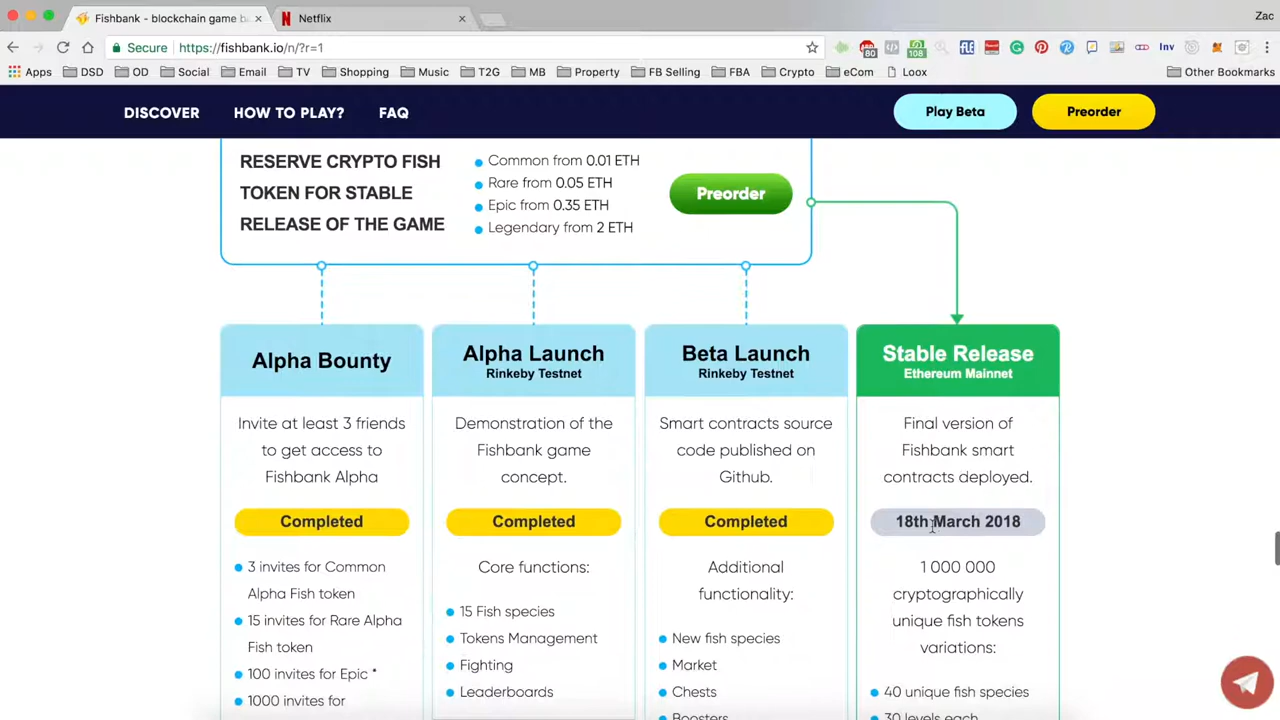 Fishbank - blockchain game b
Netflix
Zac
Secure
https://fishbank.io/n/?r=1
80
108
Inv
Apps
DSD
OD
Social
Email
TV
Shopping
Music
T2G
MB
Property
FB Selling
FBA
Crypto
eCom
Loox
Other Bookmarks
DISCOVER
HOW TO PLAY?
FAQ
Play Beta
Preorder
RESERVE CRYPTO FISH
TOKEN FOR STABLE
RELEASE OF THE GAME
Common from 0.01 ETH
Rare from 0.05 ETH
Epic from 0.35 ETH
Legendary from 2 ETH
Preorder
Alpha Bounty
Invite at least 3 friends
to get access to
Fishbank Alpha
Completed
3 invites for Common
Alpha Fish token
15 invites for Rare Alpha
Fish token
100 invites for Epic *
1000 invites for
Alpha Launch
Rinkeby Testnet
Demonstration of the
Fishbank game
concept.
Completed
Core functions:
15 Fish species
Tokens Management
Fighting
Leaderboards
Beta Launch
Rinkeby Testnet
Smart contracts source
code published on
Github.
Completed
Additional
functionality:
New fish species
Market
Chests
Boosters
Stable Release
Ethereum Mainnet
Final version of
Fishbank smart
contracts deployed.
18th March 2018
1 000 000
cryptographically
unique fish tokens
variations:
40 unique fish species
30 levels each